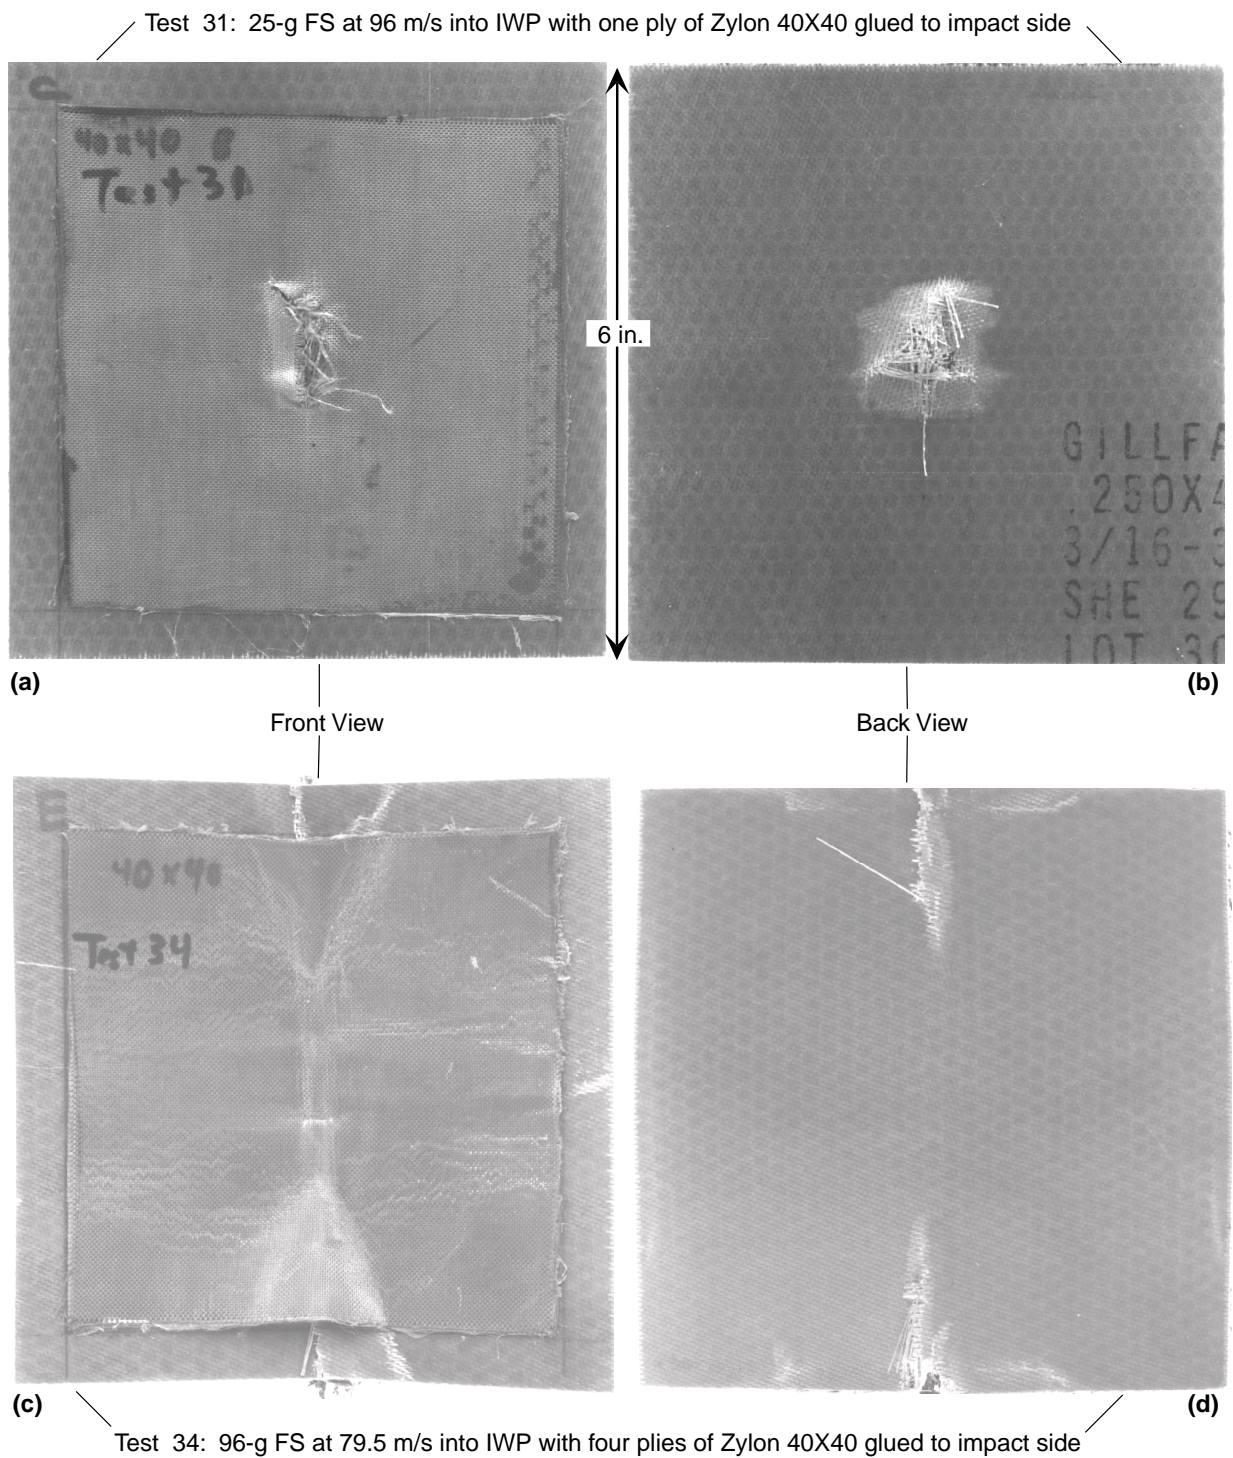 Test 31: 25-g FS at 96 m/s into IWP with one ply of Zylon 40X40 glued to impact side
C
40x40
Test 31
6 in.
GILLFA
.250X4
3/16-3
SHE 29
LOT 30
(a)
(b)
Front View
Back View
E
40x40
Test 34
(c)
(d)
Test 34: 96-g FS at 79.5 m/s into IWP with four plies of Zylon 40X40 glued to impact side